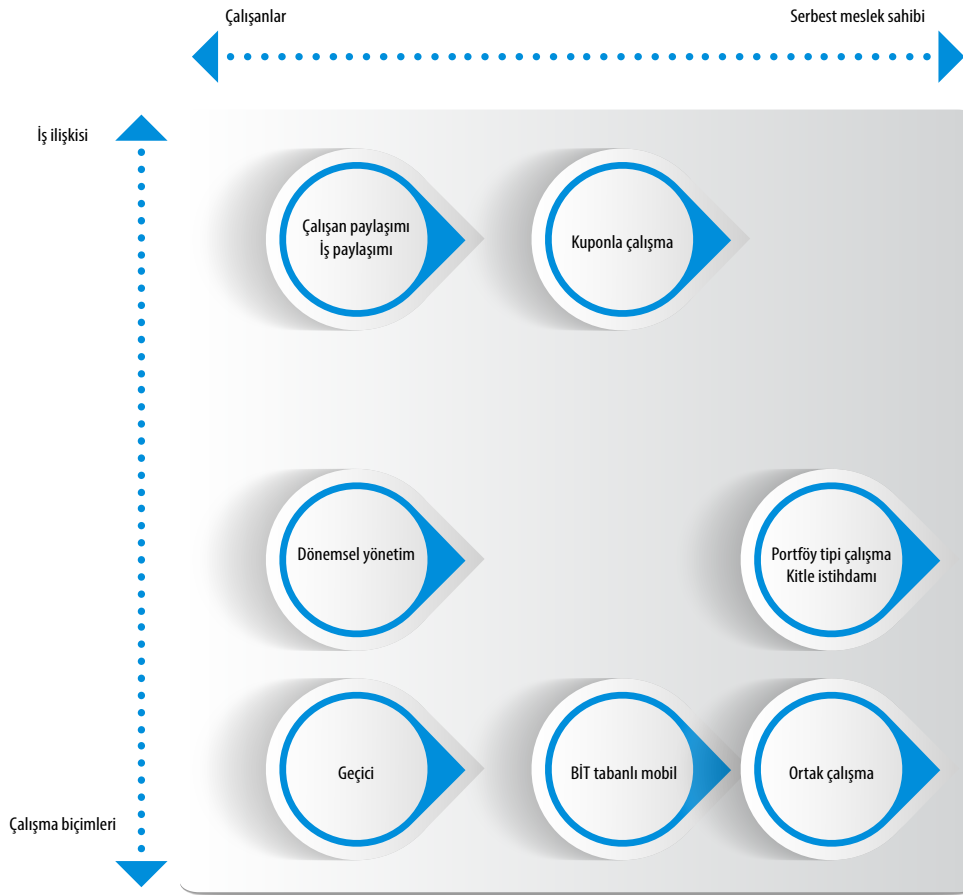 Çalışanlar
Serbest meslek sahibi
İş ilişkisi
Çalışan paylaşımı
İş paylaşımı
Kuponla çalışma
Dönemsel yönetim
Portföy tipi çalışma
Kitle istihdamı
Geçici
BİT tabanlı mobil
Ortak çalışma
Çalışma biçimleri